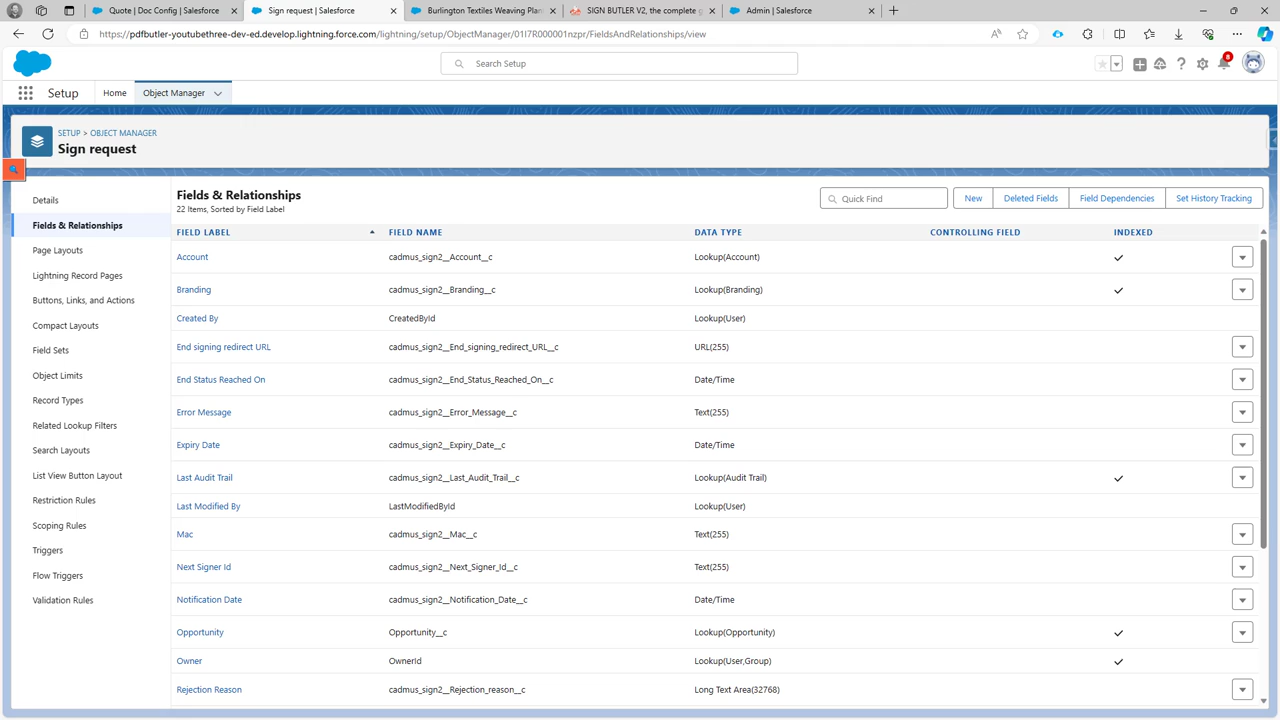 Quote | Doc Config | Salesforce
Sign request | Salesforce
Burlington Textiles Weaving Plan
SIGN BUTLER V2, the complete g
Admin | Salesforce
https://pdfbutler-youtubethree-dev-ed.develop.lightning.force.com/lightning/setup/ObjectManager/01I7R000001nzpr/FieldsAndRelationships/view
Search Setup
8
Setup
Home
Object Manager
SETUP > OBJECT MANAGER
Sign request
Details
Fields & Relationships
Page Layouts
Lightning Record Pages
Buttons, Links, and Actions
Compact Layouts
Field Sets
Object Limits
Record Types
Related Lookup Filters
Search Layouts
List View Button Layout
Restriction Rules
Scoping Rules
Triggers
Flow Triggers
Validation Rules
Fields & Relationships
22 Items, Sorted by Field Label
Quick Find
New
Deleted Fields
Field Dependencies
Set History Tracking
FIELD LABEL FIELD NAME DATA TYPE CONTROLLING FIELD INDEXED
Account cadmus_sign2__Account__c Lookup(Account)
Branding cadmus_sign2__Branding__c Lookup(Branding)
Created By CreatedById Lookup(User)
End signing redirect URL cadmus_sign2__End_signing_redirect_URL__c URL(255)
End Status Reached On cadmus_sign2__End_Status_Reached_On__c Date/Time
Error Message cadmus_sign2__Error_Message__c Text(255)
Expiry Date cadmus_sign2__Expiry_Date__c Date/Time
Last Audit Trail cadmus_sign2__Last_Audit_Trail__c Lookup(Audit Trail)
Last Modified By LastModifiedById Lookup(User)
Mac cadmus_sign2__Mac__c Text(255)
Next Signer Id cadmus_sign2__Next_Signer_Id__c Text(255)
Notification Date cadmus_sign2__Notification_Date__c Date/Time
Opportunity Opportunity__c Lookup(Opportunity)
Owner OwnerId Lookup(User,Group)
Rejection Reason cadmus_sign2__Rejection_reason__c Long Text Area(32768)